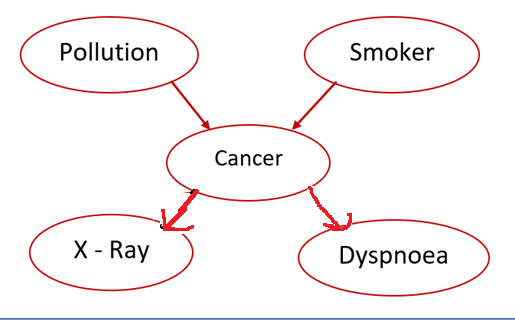 Pollution
Smoker
Cancer
X - Ray
Dyspnoea